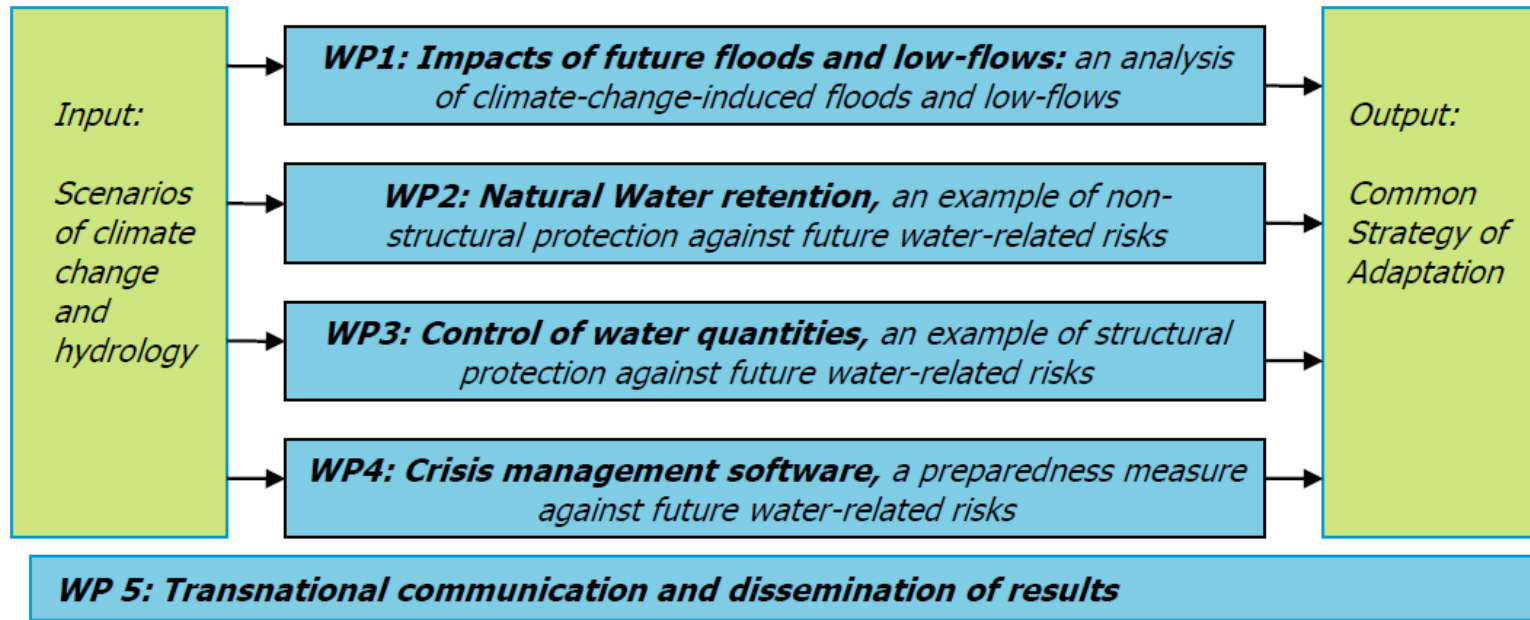 Input:
Scenarios
of climate
change
and
hydrology
WP1: Impacts of future floods and low-flows: an analysis
of climate-change-induced floods and low-flows
WP2: Natural Water retention, an example of non-
structural protection against future water-related risks
WP3: Control of water quantities, an example of structural
protection against future water-related risks
WP4: Crisis management software, a preparedness measure
against future water-related risks
Output:
Common
Strategy of
Adaptation
WP 5: Transnational communication and dissemination of results